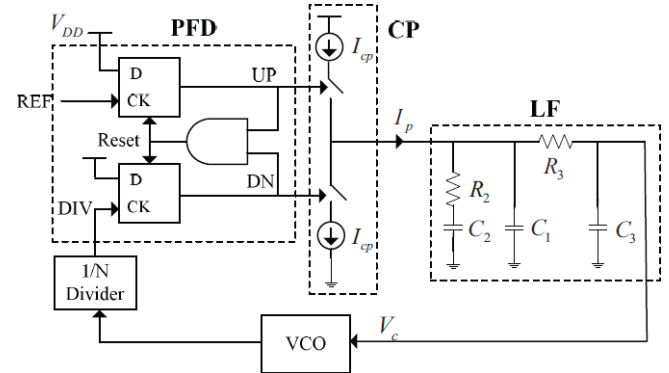 V_DD
PFD
CP
I_cp
D
UP
REF
CK
I_p
LF
Reset
R_3
D
DN
R_2
DIV
CK
I_cp
C_2
C_1
C_3
1/N
Divider
VCO
V_c